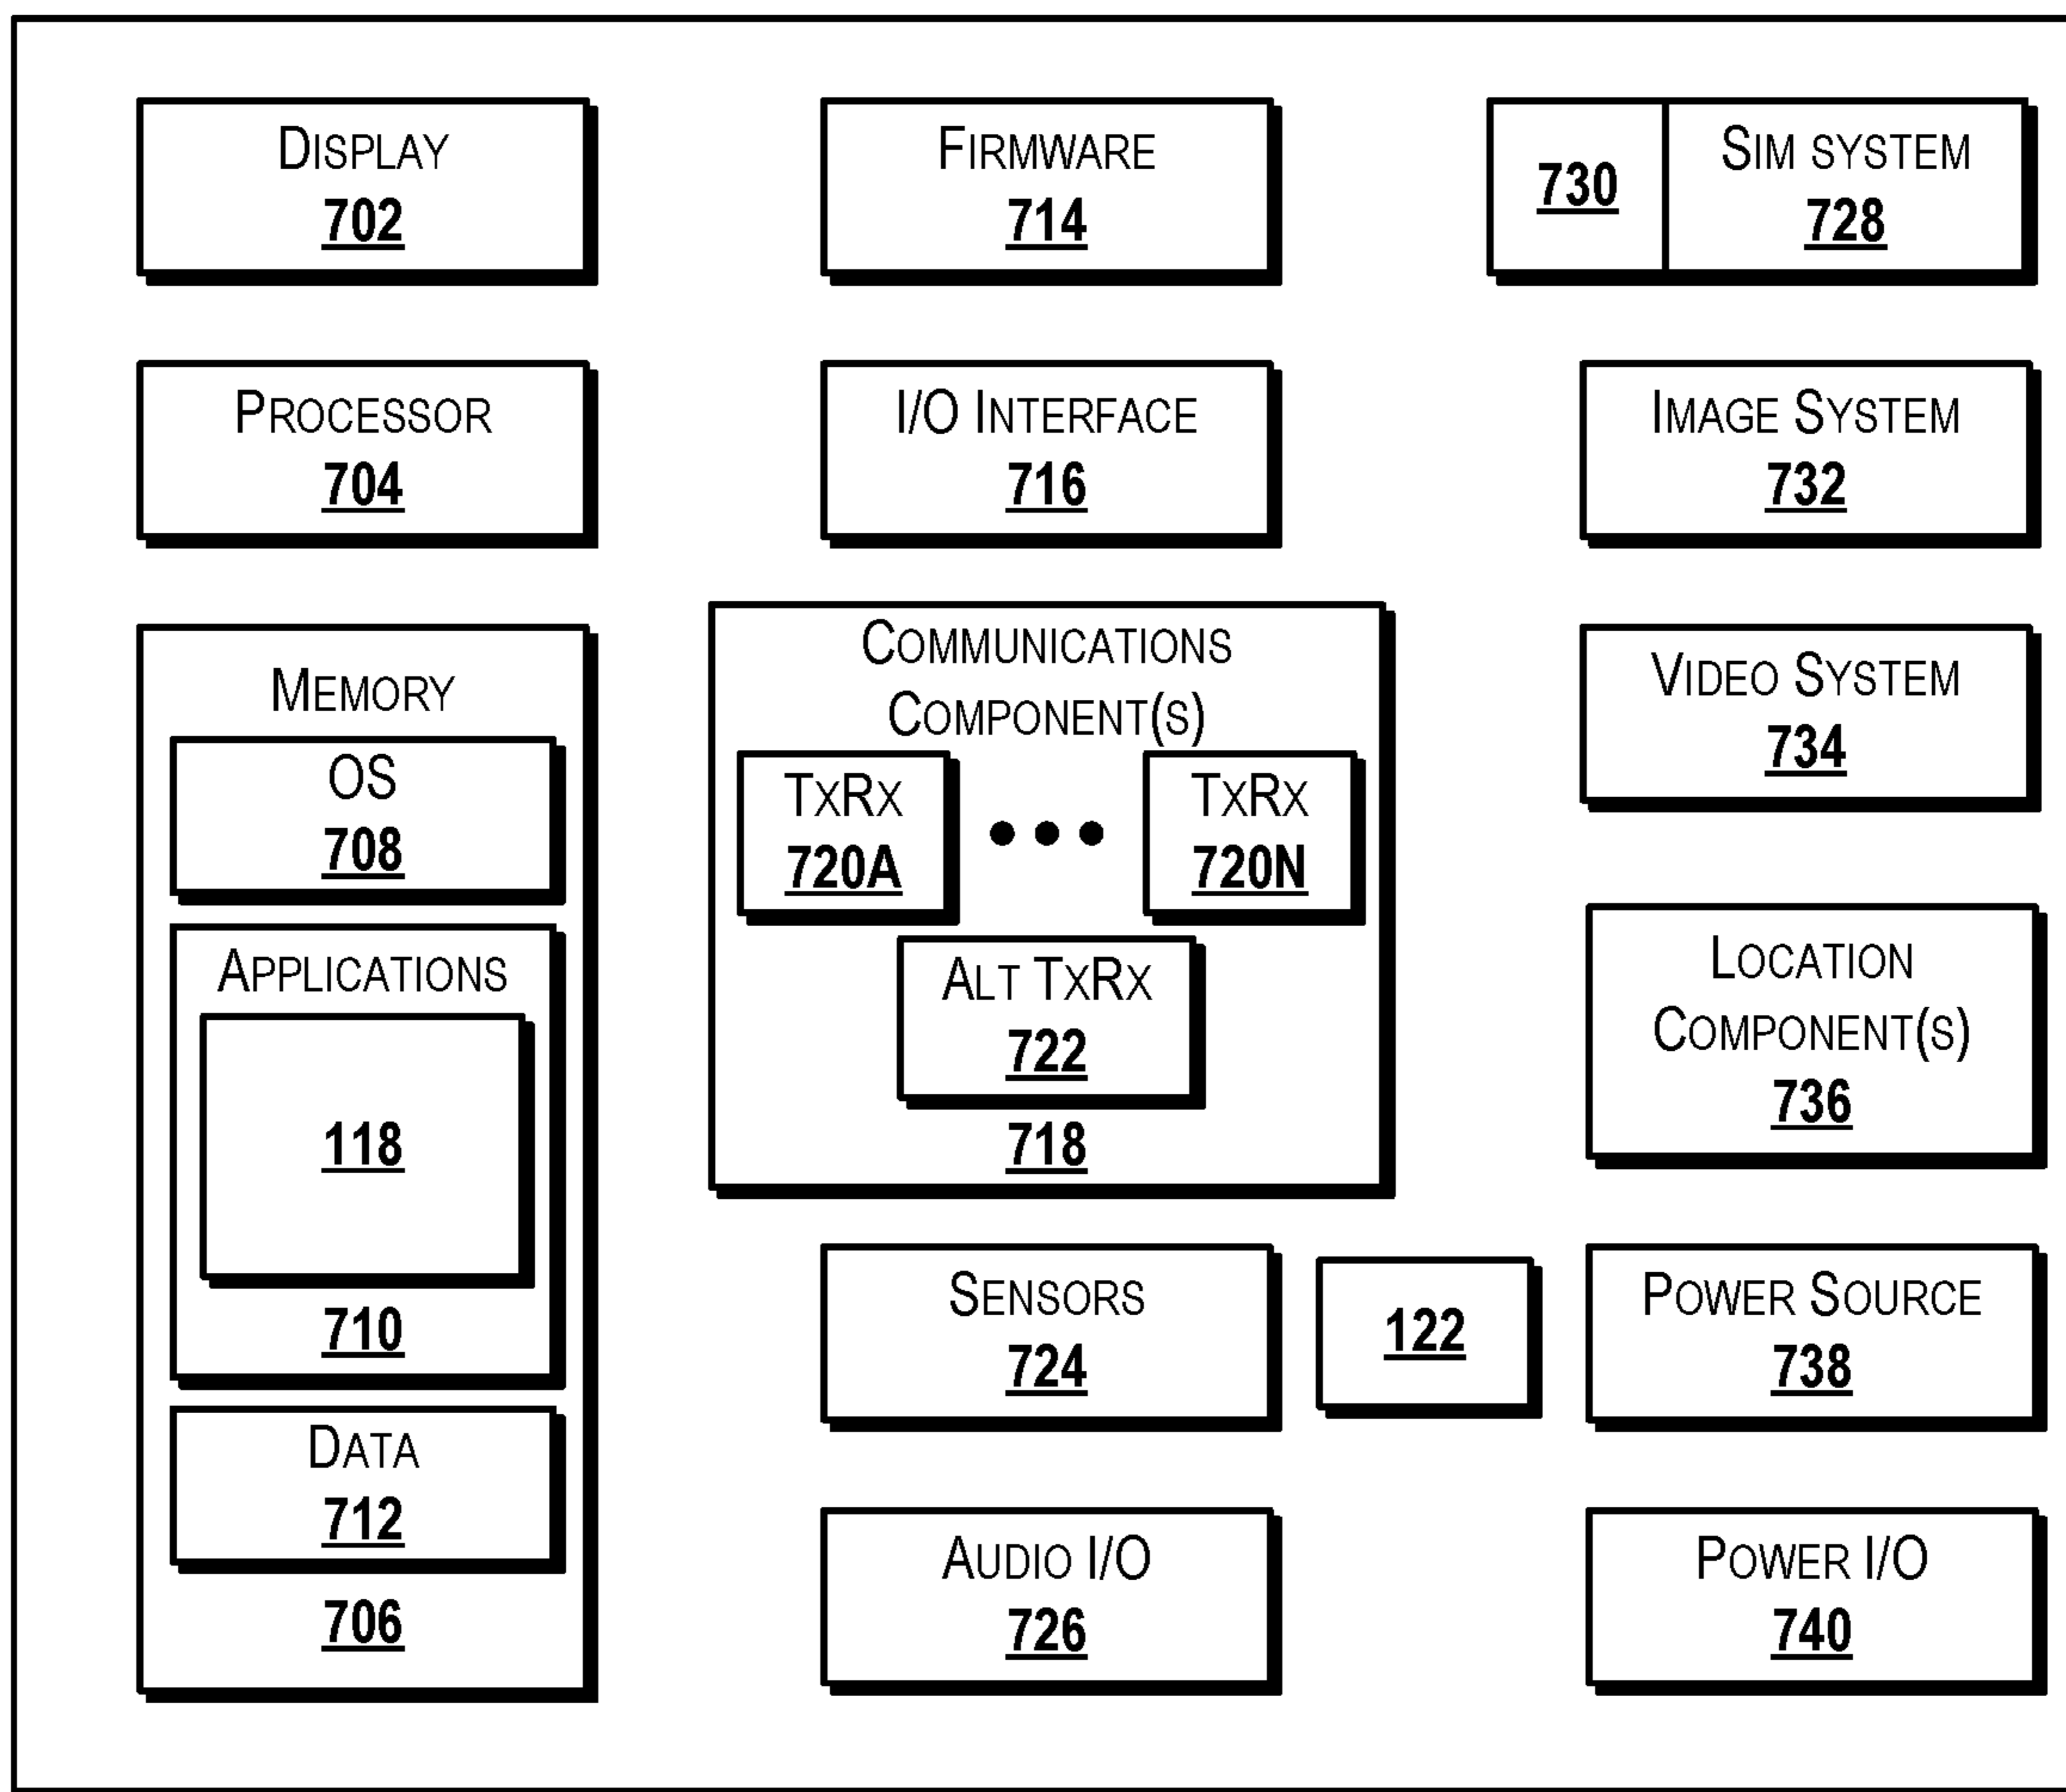 DISPLAY
702
PROCESSOR
704
MEMORY
OS
708
APPLICATIONS
118
710
DATA
712
706
FIRMWARE
714
I/O INTERFACE
716
COMMUNICATIONS
COMPONENT(S)
TXRX
720A
TXRX
720N
ALT TXRX
722
718
SENSORS
724
122
AUDIO I/O
726
730
SIM SYSTEM
728
IMAGE SYSTEM
732
VIDEO SYSTEM
734
LOCATION
COMPONENT(S)
736
POWER SOURCE
738
POWER I/O
740